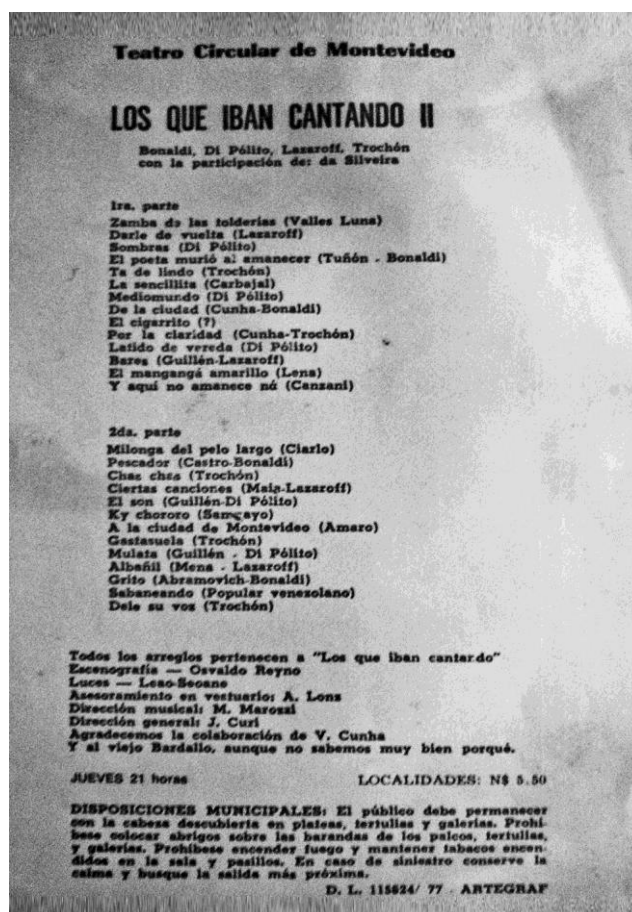 Teatro Circular de Montevideo
LOS QUE IBAN CANTANDO II
Bonaldi, Di Pólito, Lazaroff, Trochón
con la participación de: da Silveira
1ra. parte
Zamba de las tolderías (Valles Luna)
Darle de vuelta (Lazaroff)
Sombras (Di Pólito)
El poeta murió al amanecer (Tuñón - Bonaldi)
Ta de lindo (Trochón)
La sencillita (Carbajal)
Mediomundo (Di Pólito)
De la ciudad (Cunha-Bonaldi)
El cigarrito (?)
Por la claridad (Cunha-Trochón)
Latido de vereda (Di Pólito)
Bares (Guillén-Lazaroff)
El mangangá amarillo (Lena)
Y aquí no amanece ná (Canzani)
2da. parte
Milonga del pelo largo (Ciarlo)
Pescador (Castro-Bonaldi)
Chas chas (Trochón)
Ciertas canciones (Maia-Lazaroff)
El son (Guillén-Di Pólito)
Ky chororo (Sampayo)
A la ciudad de Montevideo (Amaro)
Gastasuela (Trochón)
Mulata (Guillén - Di Pólito)
Albañil (Mena - Lazaroff)
Grito (Abramovich-Bonaldi)
Sabaneando (Popular venezolano)
Dele su voz (Trochón)
Todos los arreglos pertenecen a "Los que iban cantando"
Escenografía — Osvaldo Reyno
Luces — Leao-Seoane
Asesoramiento en vestuario: A. Lons
Dirección musical: M. Marozzi
Dirección general: J. Curi
Agradecemos la colaboración de V. Cunha
Y al viejo Bardallo, aunque no sabemos muy bien porqué.
JUEVES 21 horas LOCALIDADES: N$ 5.50
DISPOSICIONES MUNICIPALES: El público debe permanecer
con la cabeza descubierta en plateas, tertulias y galerías. Prohí-
bese colocar abrigos sobre las barandas de los palcos, tertulias,
y galerías. Prohíbese encender fuego y mantener tabacos encen-
didos en la sala y pasillos. En caso de siniestro conserve la
calma y busque la salida más próxima.
D. L. 115624/ 77 - ARTEGRAF